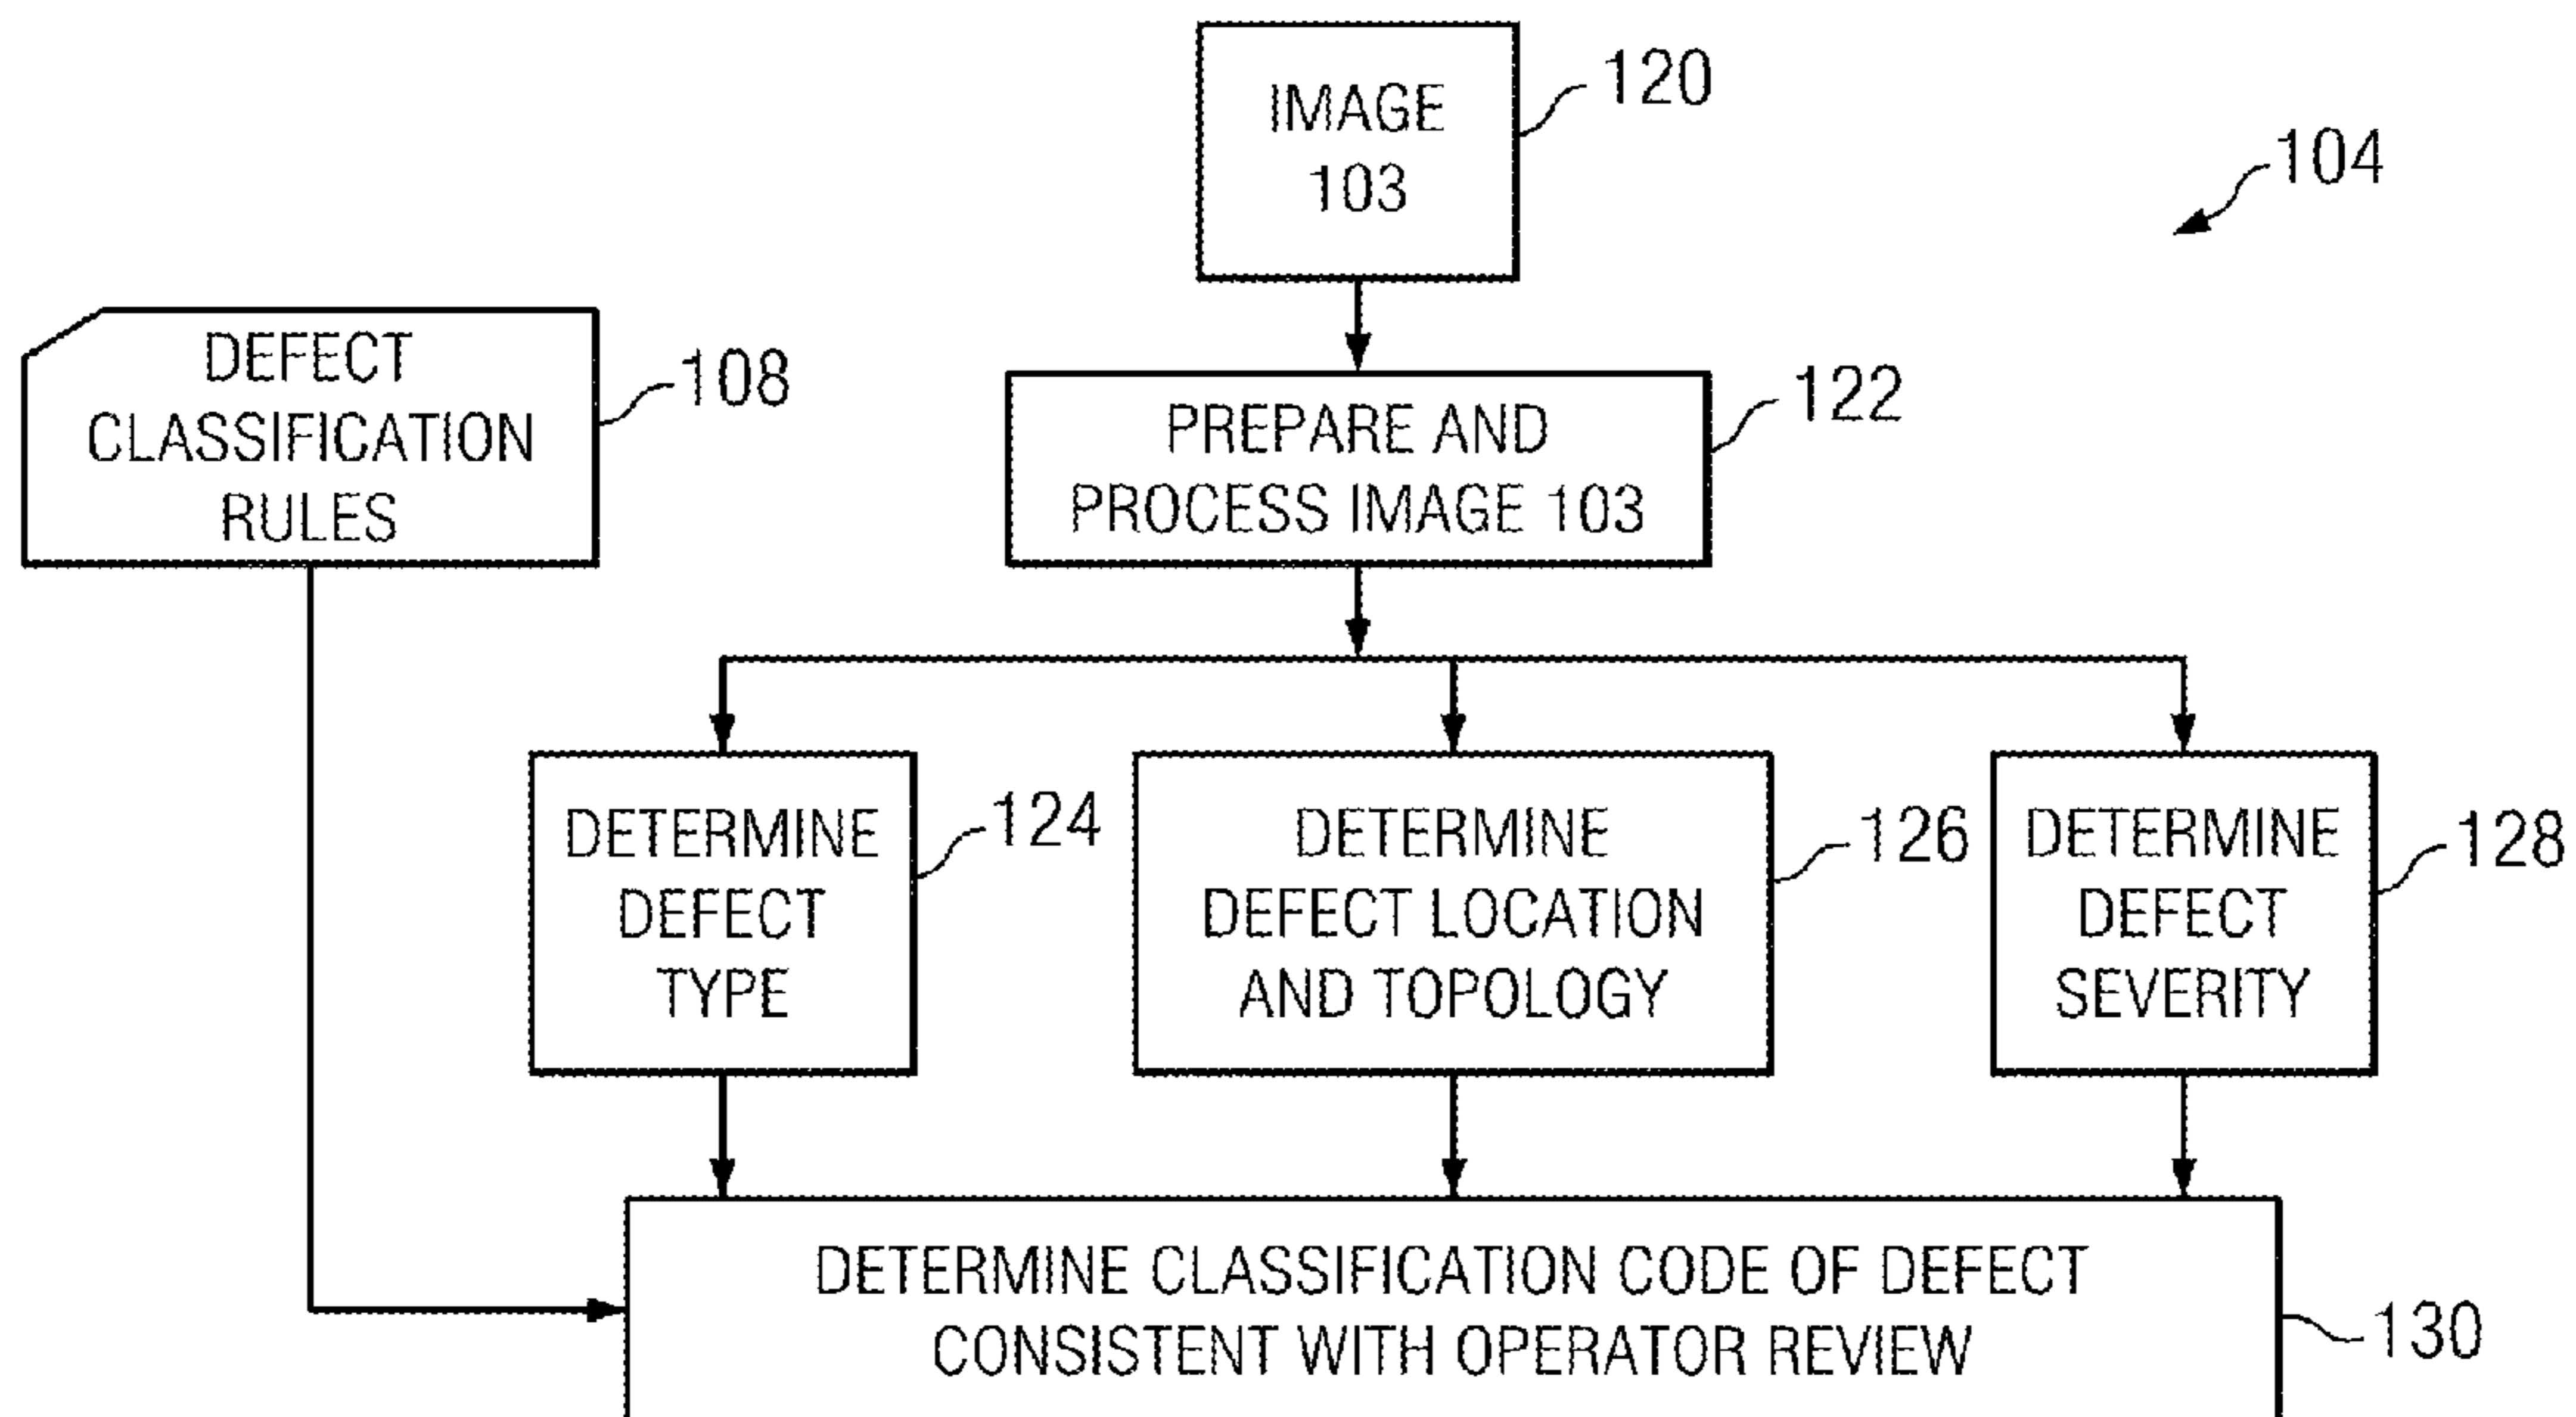 IMAGE
103
120
104
DEFECT
CLASSIFICATION
RULES
108
PREPARE AND
PROCESS IMAGE 103
122
DETERMINE
DEFECT
TYPE
124
DETERMINE
DEFECT LOCATION
AND TOPOLOGY
126
DETERMINE
DEFECT
SEVERITY
128
DETERMINE CLASSIFICATION CODE OF DEFECT
CONSISTENT WITH OPERATOR REVIEW
130